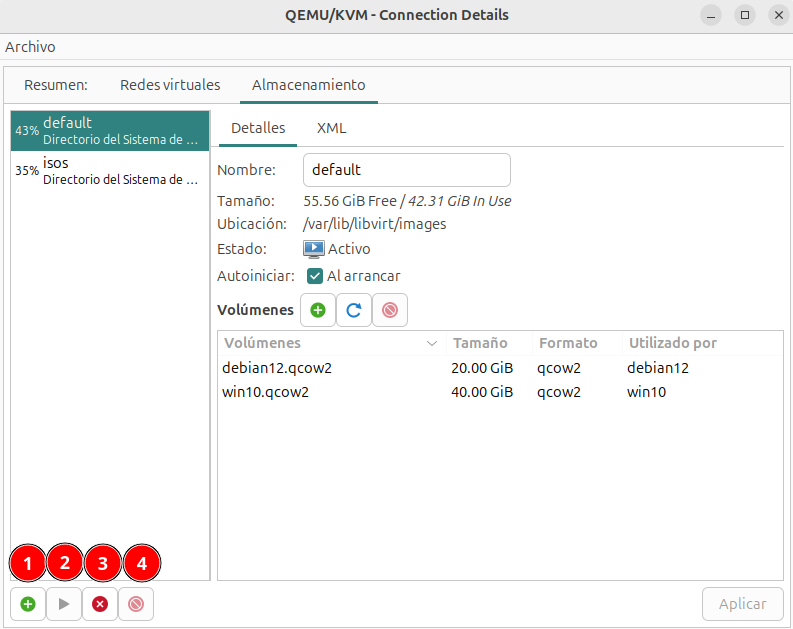 QEMU/KVM - Connection Details
Archivo
Resumen: Redes virtuales Almacenamiento
43% default
Directorio del Sistema de ...
35% isos
Directorio del Sistema de ...
Detalles XML
Nombre: default
Tamaño: 55.56 GiB Free / 42.31 GiB In Use
Ubicación: /var/lib/libvirt/images
Estado: Activo
Autoiniciar: Al arrancar
Volúmenes
Volúmenes Tamaño Formato Utilizado por
debian12.qcow2 20.00 GiB qcow2 debian12
win10.qcow2 40.00 GiB qcow2 win10
1 2 3 4
Aplicar